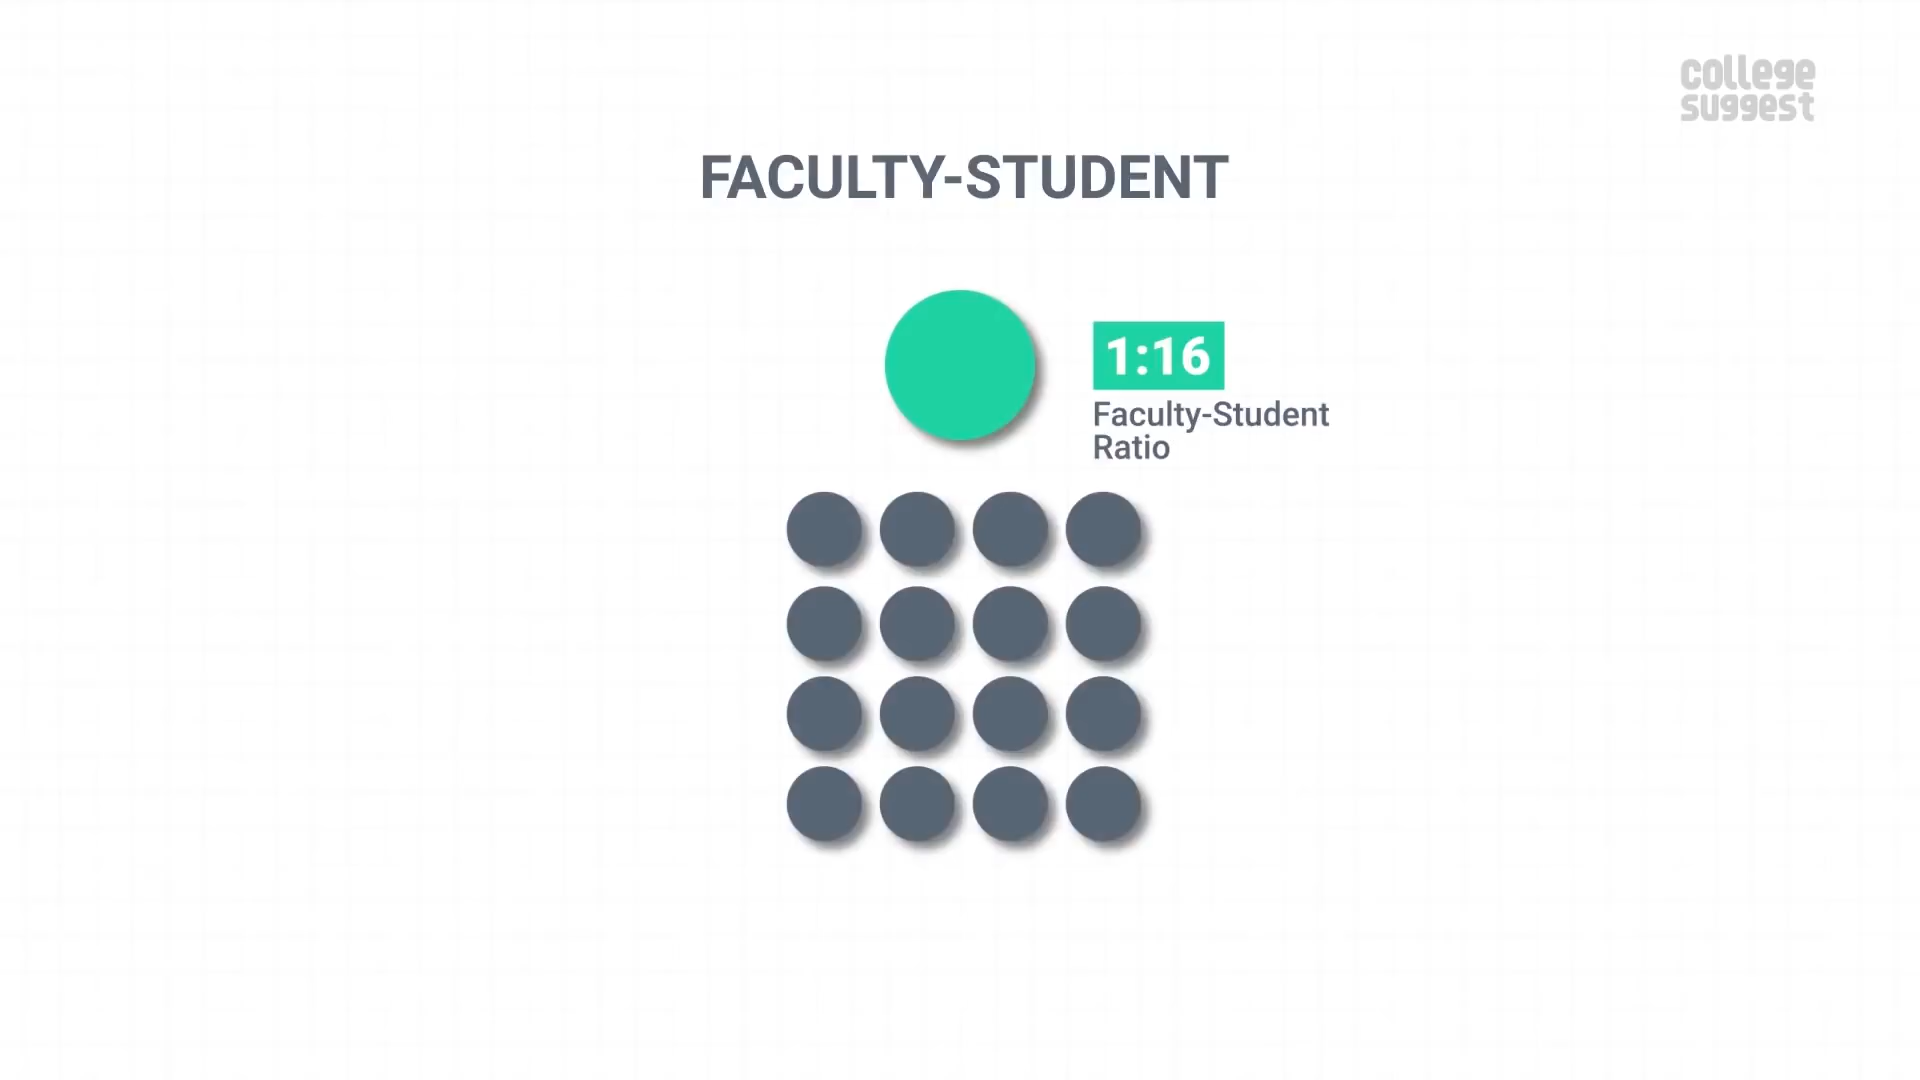 college
suggest
FACULTY-STUDENT
1:16
Faculty-Student
Ratio